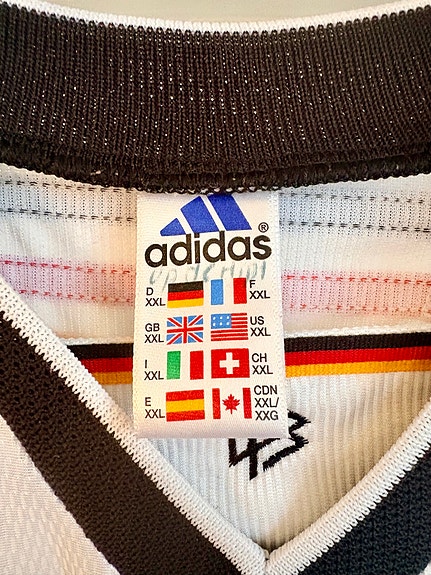 ®
adidas
D XXL F XXL
GB XXL US XXL
I XXL CH XXL
E XXL CDN XXL/ XXG